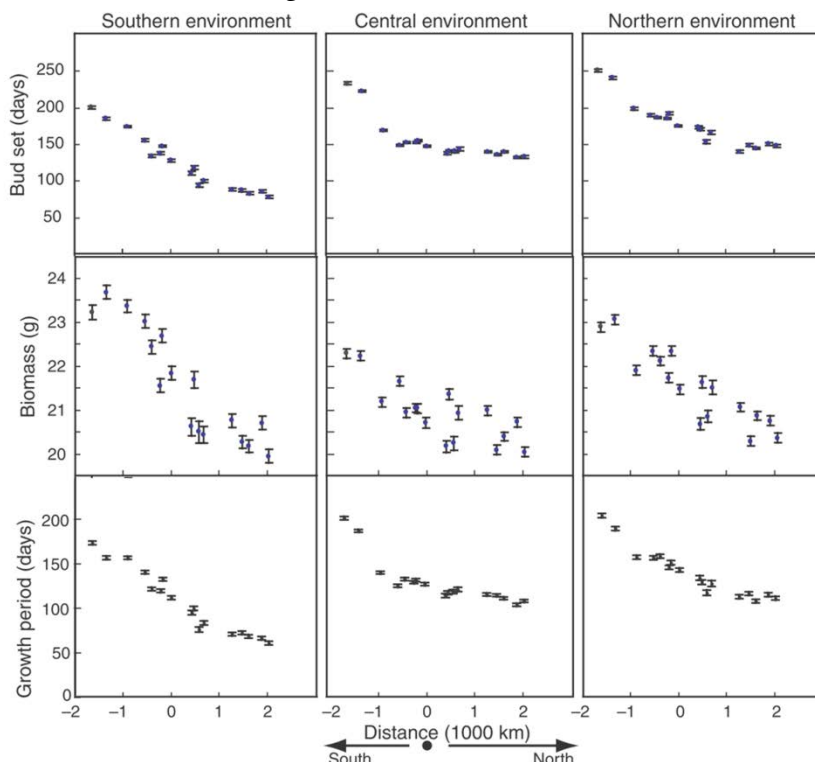 Southern environment
Central environment
Northern environment
Bud set (days)
250
200
150
100
50
Biomass (g)
24
23
22
21
20
Growth period (days)
200
150
100
50
0
−2 −1 0 1 2
−2 −1 0 1 2
−2 −1 0 1 2
Distance (1000 km)
South North